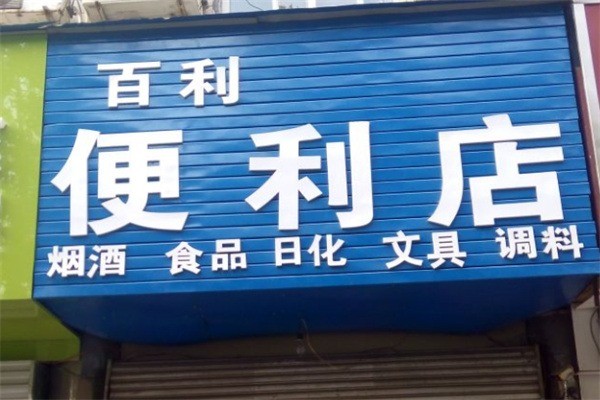 百利
便利店
烟酒 食品 日化 文具 调料